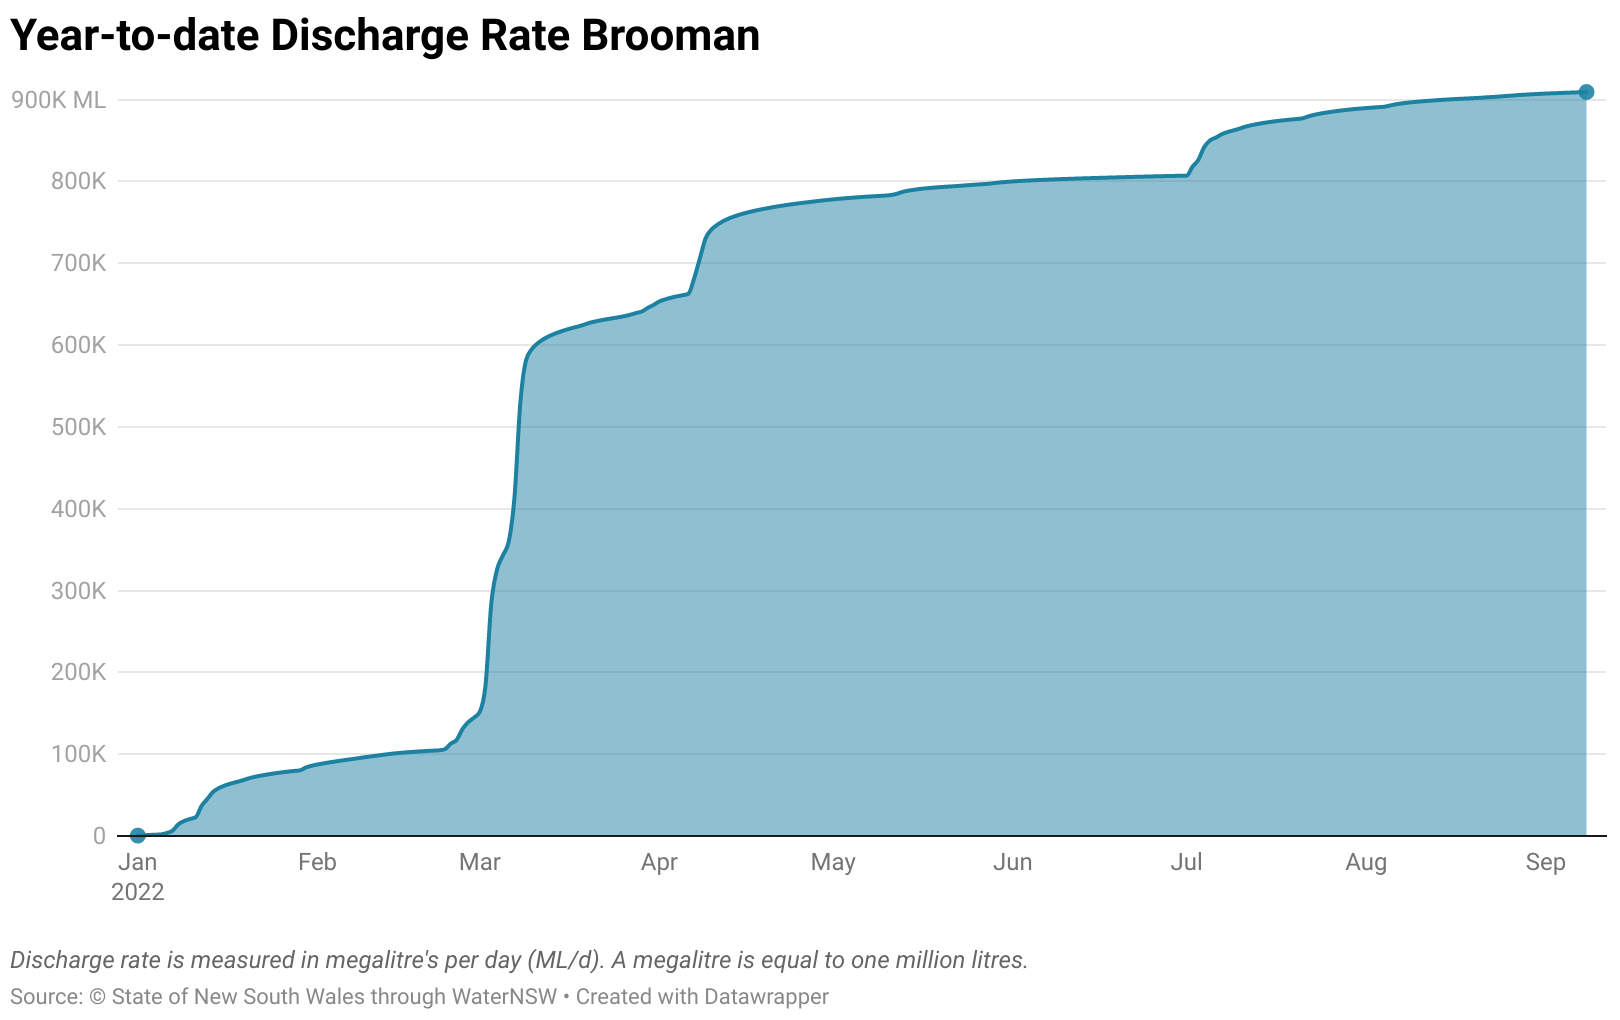 Year-to-date Discharge Rate Brooman
900K ML
800K
700K
600K
500K
400K
300K
200K
100K
0
Jan Feb Mar Apr May Jun Jul Aug Sep
2022
Discharge rate is measured in megalitre's per day (ML/d). A megalitre is equal to one million litres.
Source: © State of New South Wales through WaterNSW • Created with Datawrapper